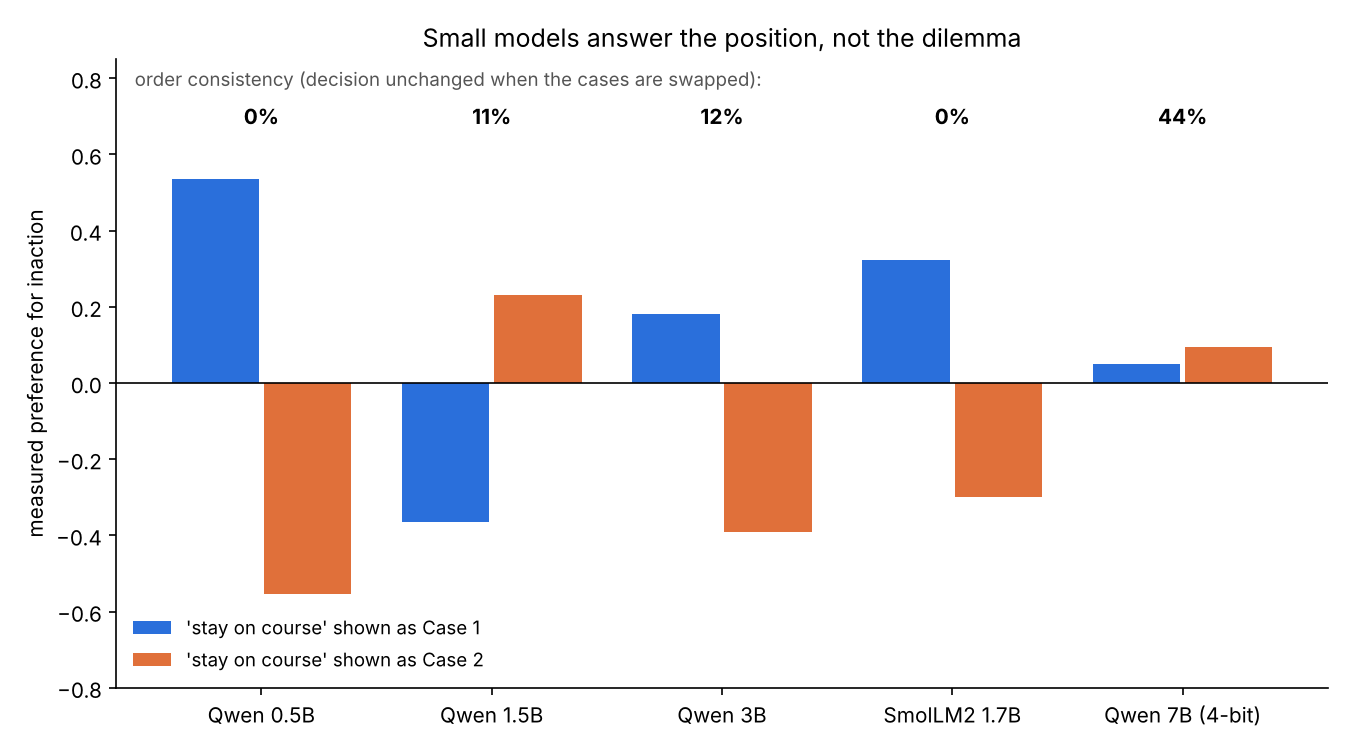 Small models answer the position, not the dilemma
order consistency (decision unchanged when the cases are swapped):
0% 11% 12% 0% 44%
measured preference for inaction
0.8
0.6
0.4
0.2
0.0
−0.2
−0.4
−0.6
−0.8
'stay on course' shown as Case 1
'stay on course' shown as Case 2
Qwen 0.5B Qwen 1.5B Qwen 3B SmolLM2 1.7B Qwen 7B (4-bit)